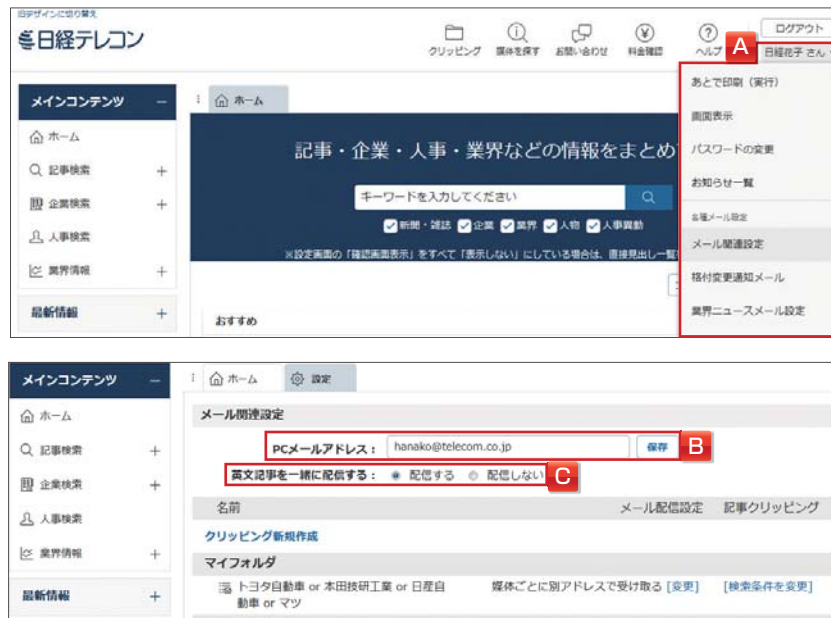 旧デザインに切り替え
日経テレコン
クリッピング 媒体を探す お問い合わせ 料金確認 ヘルプ
ログアウト
A
日経花子 さん
メインコンテンツ −
ホーム
記事検索 +
企業検索 +
人事検索
業界情報 +
最新情報 +
ホーム
記事・企業・人事・業界などの情報をまとめ
キーワードを入力してください
新聞・雑誌 企業 業界 人物 人事異動
※設定画面の「確認画面表示」をすべて「表示しない」にしている場合は、直接見出し一覧
おすすめ
あとで印刷（実行）
画面表示
パスワードの変更
お知らせ一覧
各種メール設定
メール関連設定
格付変更通知メール
業界ニュースメール設定
メインコンテンツ −
ホーム
記事検索 +
企業検索 +
人事検索
業界情報 +
最新情報 +
ホーム 設定
メール関連設定
PCメールアドレス： hanako@telecom.co.jp 保存 B
英文記事を一緒に配信する： 配信する 配信しない C
名前 メール配信設定 記事クリッピング
クリッピング新規作成
マイフォルダ
トヨタ自動車 or 本田技研工業 or 日産自 媒体ごとに別アドレスで受け取る [変更] [検索条件を変更]
動車 or マツ